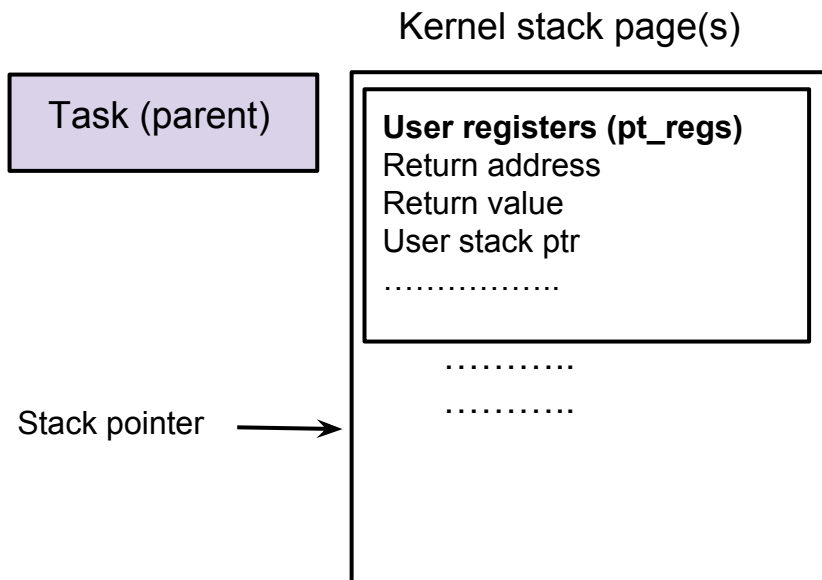 Kernel stack page(s)
Task (parent)
User registers (pt_regs)
Return address
Return value
User stack ptr
……………..
………..
………..
Stack pointer